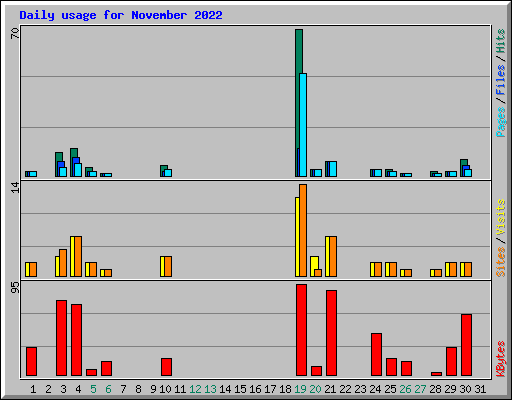 Daily usage for November 2022
70
Pages/Files/Hits
14
Sites/Visits
95
KBytes
1 2 3 4 5 6 7 8 9 10 11 12 13 14 15 16 17 18 19 20 21 22 23 24 25 26 27 28 29 30 31